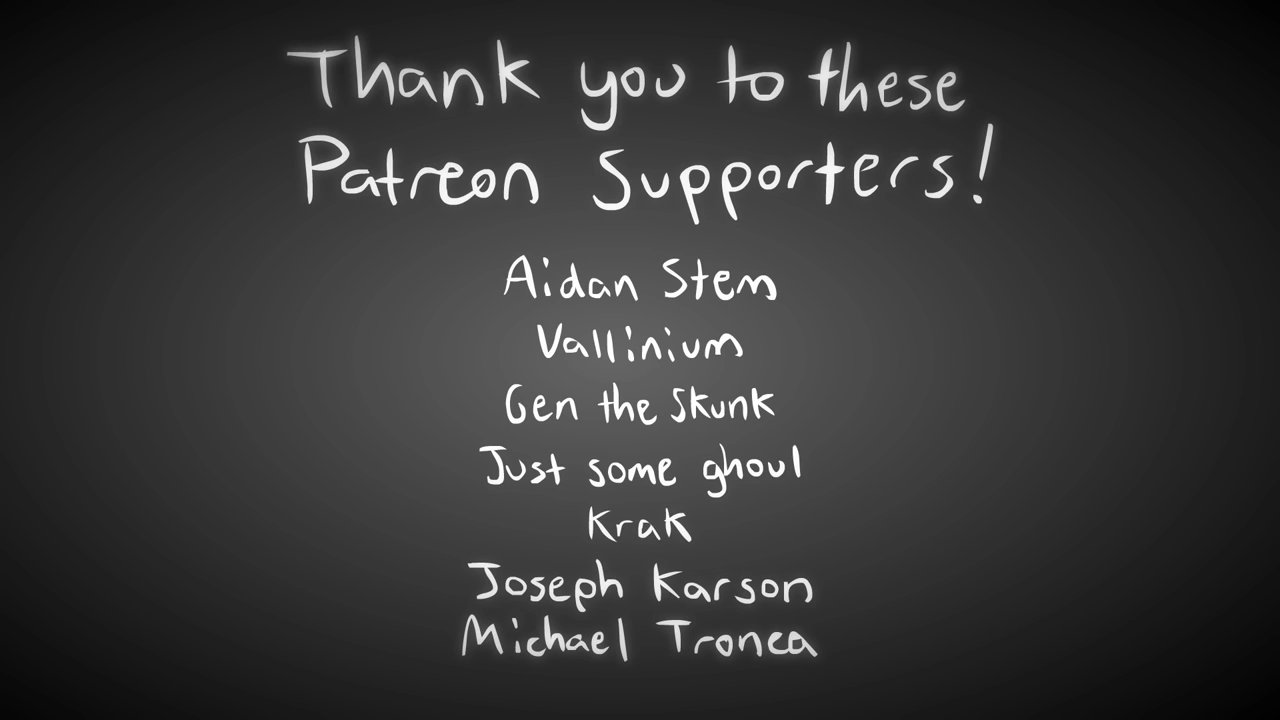 Thank you to these
Patreon Supporters!
Aidan Stem
Vallinium
Gen the Skunk
Just some ghoul
Krak
Joseph Karson
Michael Tronca